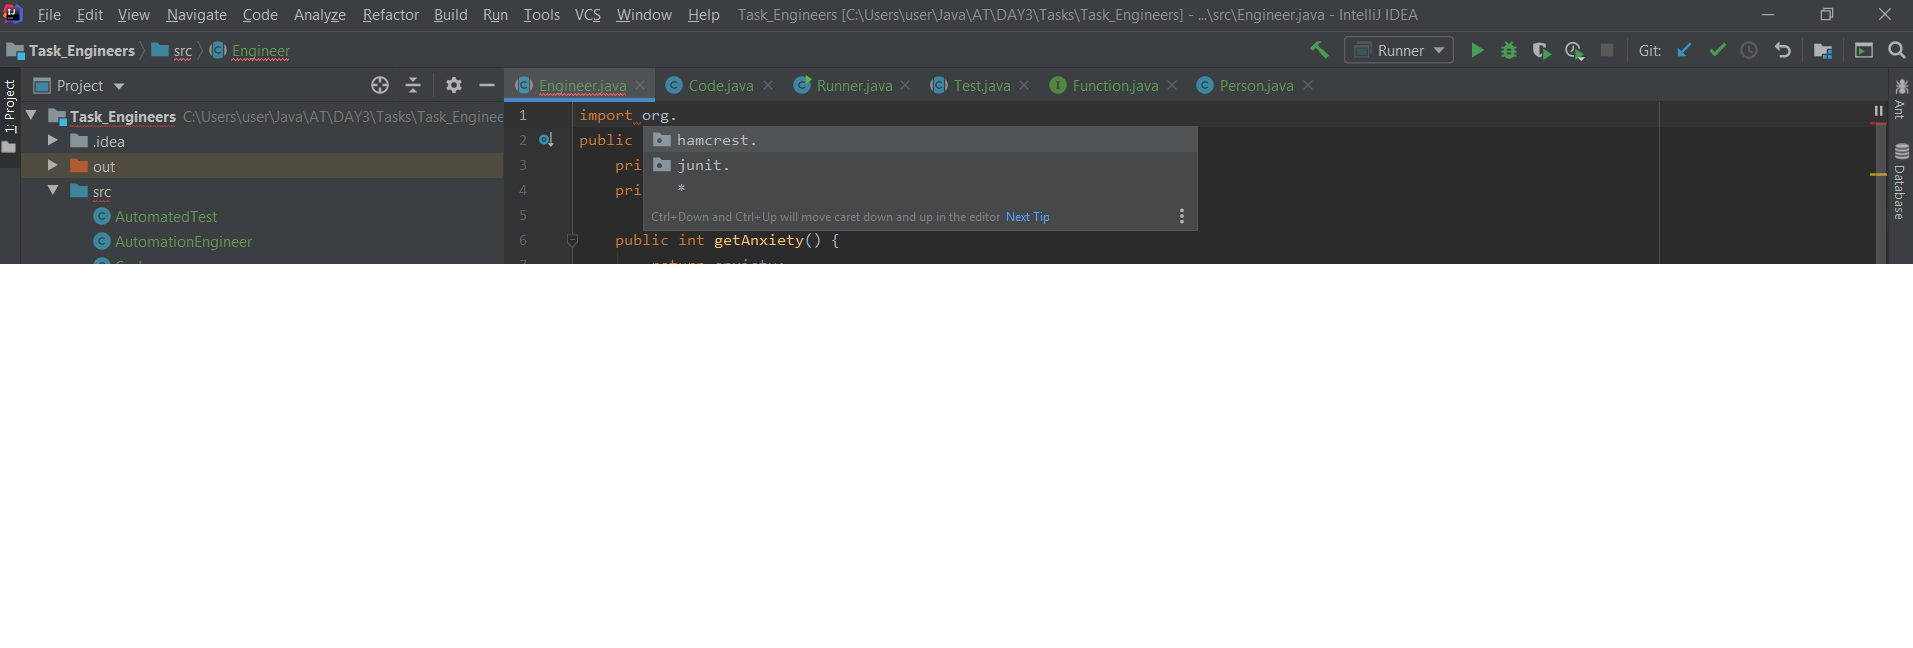 File Edit View Navigate Code Analyze Refactor Build Run Tools VCS Window Help Task_Engineers [C:\Users\user\Java\AT\DAY3\Tasks\Task_Engineers] - ...\src\Engineer.java - IntelliJ IDEA
Task_Engineers src Engineer Runner Git:
1: Project
Project
Engineer.java Code.java Runner.java Test.java Function.java Person.java
Task_Engineers C:\Users\user\Java\AT\DAY3\Tasks\Task_Enginee
.idea
out
src
AutomatedTest
AutomationEngineer
1 import org.
2 public
3 pri
4 pri
5
6 public int getAnxiety() {
hamcrest.
junit.
*
Ctrl+Down and Ctrl+Up will move caret down and up in the editor Next Tip
Ant
Database